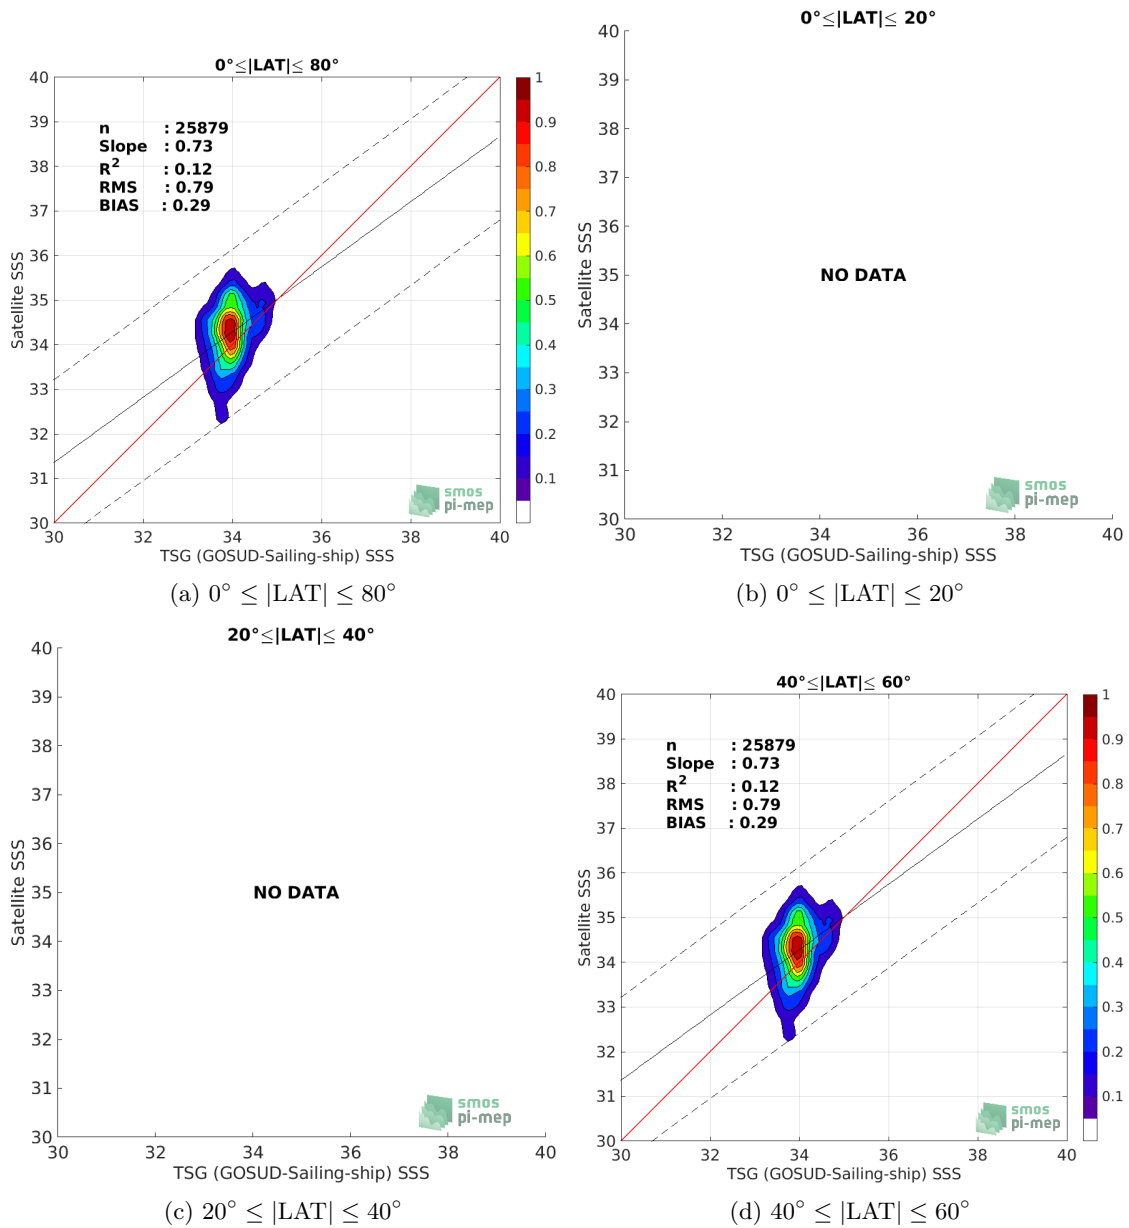 0°≤|LAT|≤ 80°
40
39
38
37
36
35
34
33
32
31
30
Satellite SSS
n : 25879
Slope : 0.73
R2 : 0.12
RMS : 0.79
BIAS : 0.29
smos
pi-mep
30 32 34 36 38 40
TSG (GOSUD-Sailing-ship) SSS
1
0.9
0.8
0.7
0.6
0.5
0.4
0.3
0.2
0.1
(a) 0° ≤ |LAT| ≤ 80°
0°≤|LAT|≤ 20°
40
39
38
37
36
35
34
33
32
31
30
Satellite SSS
NO DATA
smos
pi-mep
30 32 34 36 38 40
TSG (GOSUD-Sailing-ship) SSS
(b) 0° ≤ |LAT| ≤ 20°
20°≤|LAT|≤ 40°
40
39
38
37
36
35
34
33
32
31
30
Satellite SSS
NO DATA
smos
pi-mep
30 32 34 36 38 40
TSG (GOSUD-Sailing-ship) SSS
(c) 20° ≤ |LAT| ≤ 40°
40°≤|LAT|≤ 60°
40
39
38
37
36
35
34
33
32
31
30
Satellite SSS
n : 25879
Slope : 0.73
R2 : 0.12
RMS : 0.79
BIAS : 0.29
smos
pi-mep
30 32 34 36 38 40
TSG (GOSUD-Sailing-ship) SSS
1
0.9
0.8
0.7
0.6
0.5
0.4
0.3
0.2
0.1
(d) 40° ≤ |LAT| ≤ 60°